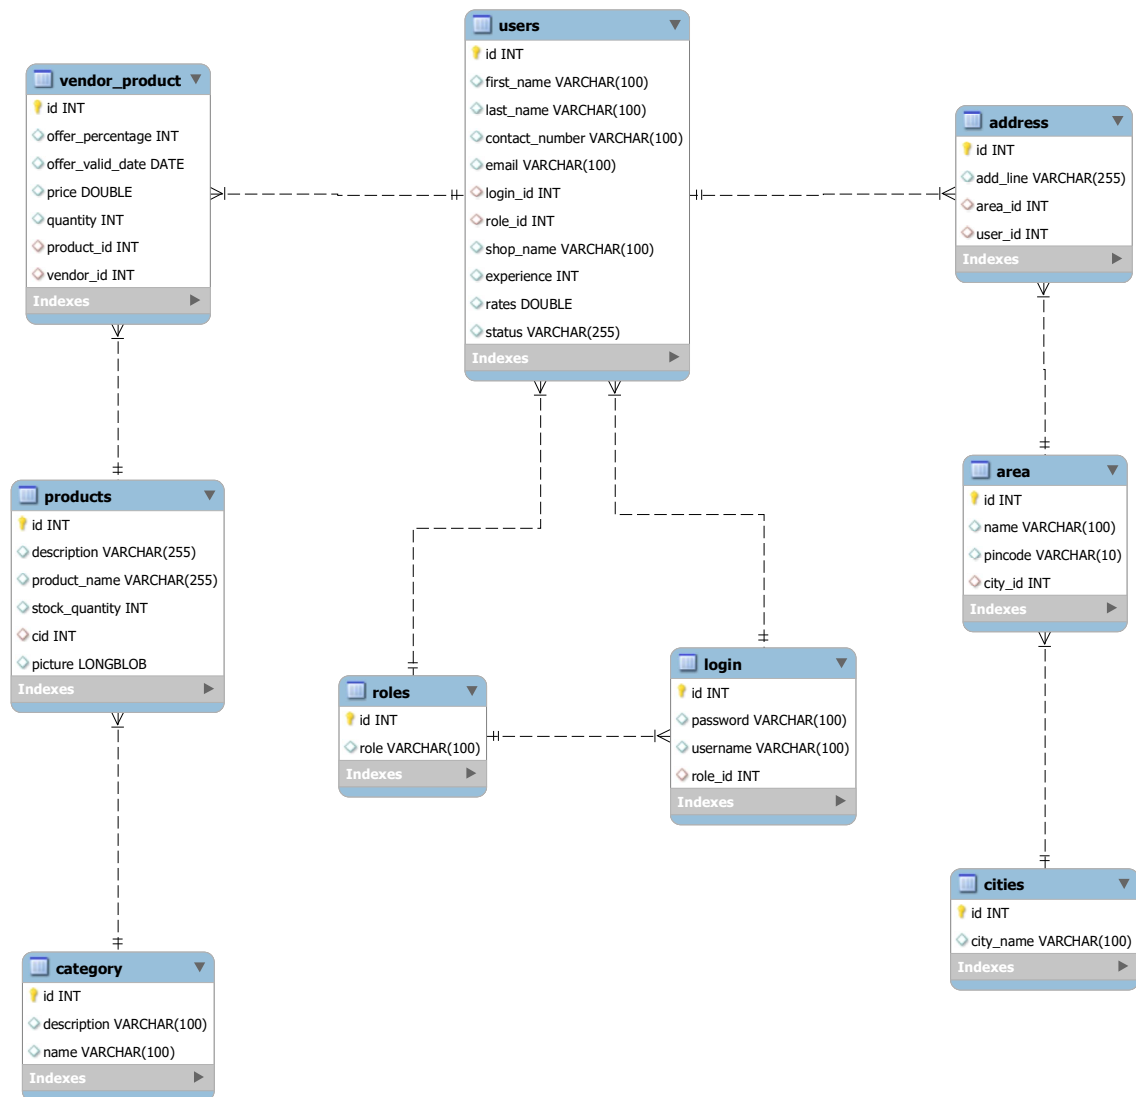 users
id INT
first_name VARCHAR(100)
last_name VARCHAR(100)
contact_number VARCHAR(100)
email VARCHAR(100)
login_id INT
role_id INT
shop_name VARCHAR(100)
experience INT
rates DOUBLE
status VARCHAR(255)
Indexes
vendor_product
id INT
offer_percentage INT
offer_valid_date DATE
price DOUBLE
quantity INT
product_id INT
vendor_id INT
Indexes
address
id INT
add_line VARCHAR(255)
area_id INT
user_id INT
Indexes
products
id INT
description VARCHAR(255)
product_name VARCHAR(255)
stock_quantity INT
cid INT
picture LONGBLOB
Indexes
area
id INT
name VARCHAR(100)
pincode VARCHAR(10)
city_id INT
Indexes
roles
id INT
role VARCHAR(100)
Indexes
login
id INT
password VARCHAR(100)
username VARCHAR(100)
role_id INT
Indexes
cities
id INT
city_name VARCHAR(100)
Indexes
category
id INT
description VARCHAR(100)
name VARCHAR(100)
Indexes